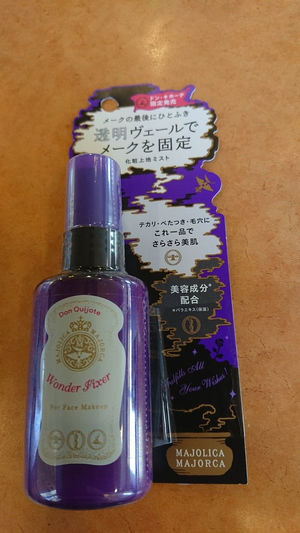 ドン・キホーテ
限定発売
メークの最後にひとふき
透明ヴェールで
メークを固定
化粧上地ミスト
テカリ・べたつき・毛穴に
これ一品で
さらさら美肌
美容成分*
配合
*バラエキス(保湿)
Fulfills All
Your Wishes!
MAJOLICA
MAJORCA
Don Quijote
MAJOLICA MAJORCA
Wonder Fixer
For Face Makeup